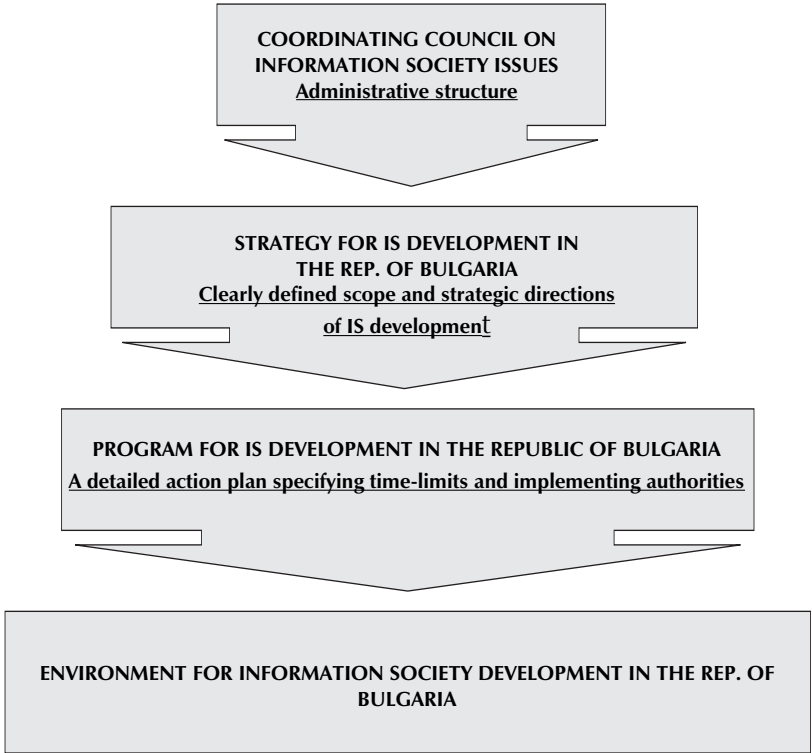 COORDINATING COUNCIL ON
INFORMATION SOCIETY ISSUES
Administrative structure
STRATEGY FOR IS DEVELOPMENT IN
THE REP. OF BULGARIA
Clearly defined scope and strategic directions
of IS development
PROGRAM FOR IS DEVELOPMENT IN THE REPUBLIC OF BULGARIA
A detailed action plan specifying time-limits and implementing authorities
ENVIRONMENT FOR INFORMATION SOCIETY DEVELOPMENT IN THE REP. OF
BULGARIA